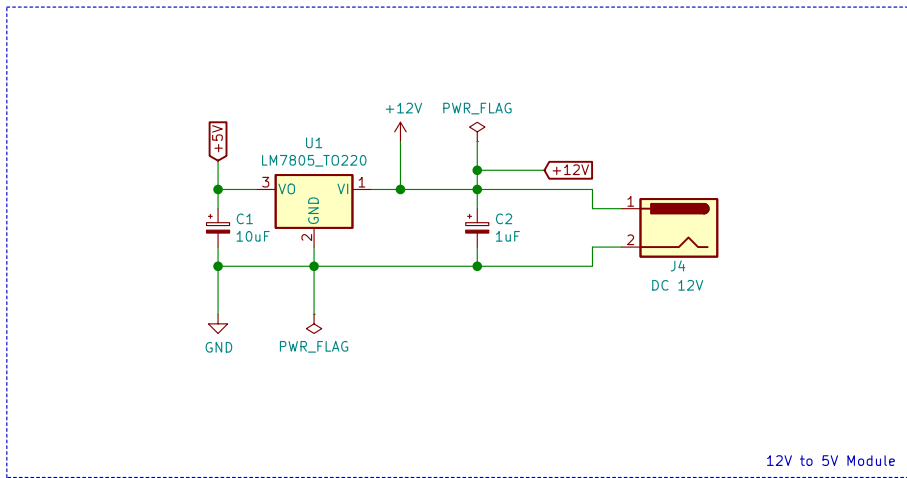 +12V
PWR_FLAG
+5V
U1
LM7805_TO220
+12V
3
VO
VI
1
GND
2
+
C1
10uF
+
C2
1uF
1
2
J4
DC 12V
GND
PWR_FLAG
12V to 5V Module